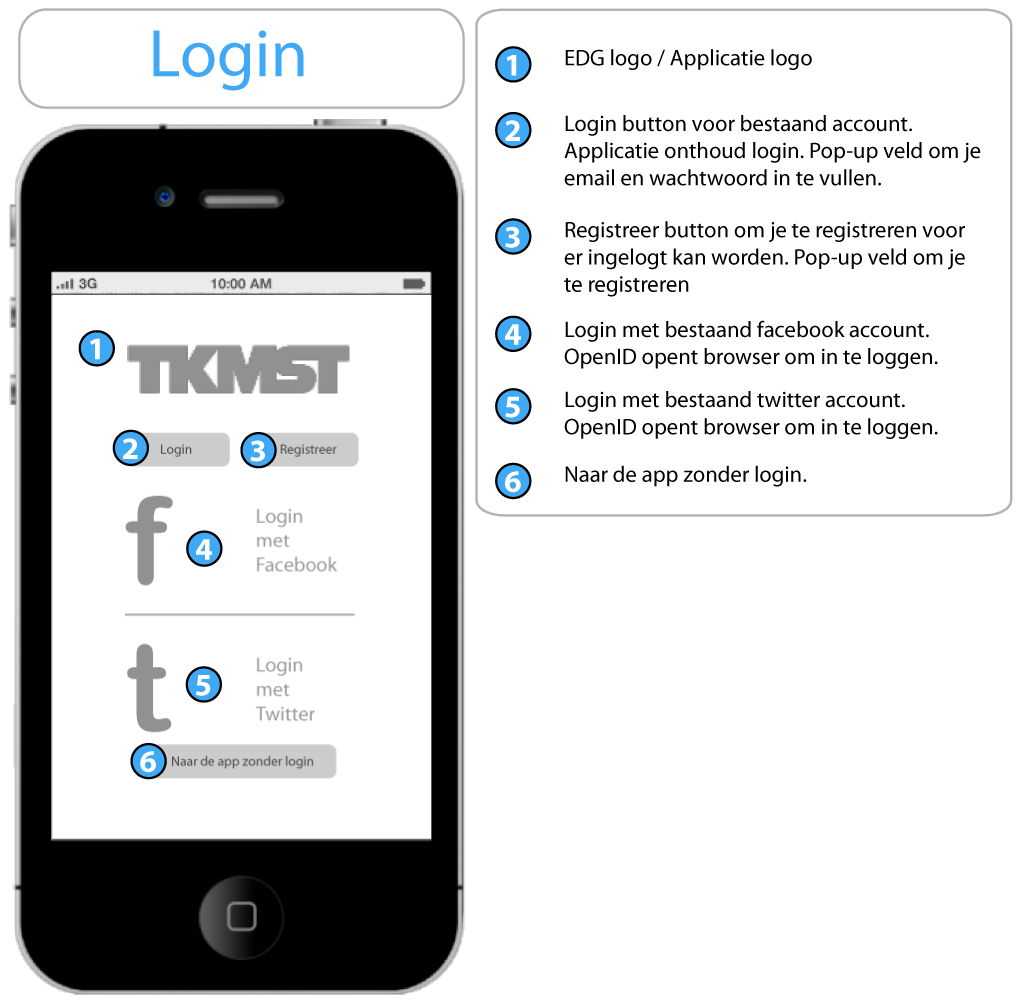 Login
1 EDG logo / Applicatie logo
2 Login button voor bestaand account.
Applicatie onthoud login. Pop-up veld om je
email en wachtwoord in te vullen.
3 Registreer button om je te registreren voor
er ingelogt kan worden. Pop-up veld om je
te registreren
4 Login met bestaand facebook account.
OpenID opent browser om in te loggen.
5 Login met bestaand twitter account.
OpenID opent browser om in te loggen.
6 Naar de app zonder login.
3G 10:00 AM
1 TKMST
2 Login 3 Registreer
f 4 Login
met
Facebook
t 5 Login
met
Twitter
6 Naar de app zonder login